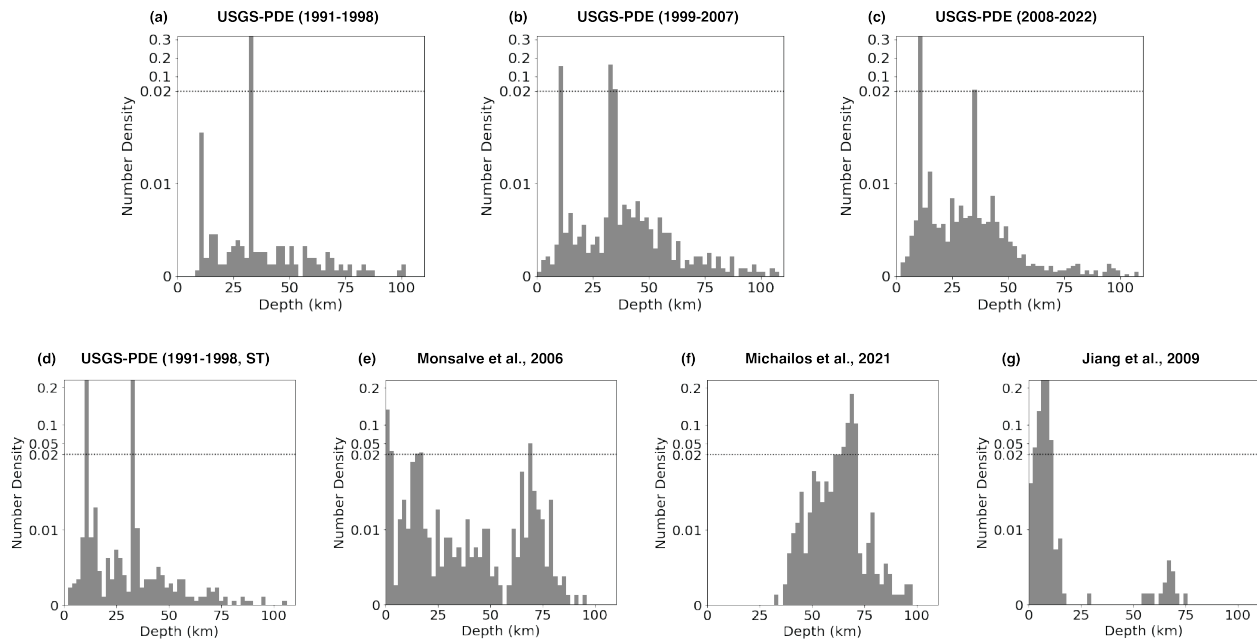 (a) USGS-PDE (1991-1998)
0.3
0.2
0.1
0.02
0.01
0
Number Density
0 25 50 75 100
Depth (km)
(b) USGS-PDE (1999-2007)
0.3
0.2
0.1
0.02
0.01
0
Number Density
0 25 50 75 100
Depth (km)
(c) USGS-PDE (2008-2022)
0.3
0.2
0.1
0.02
0.01
0
Number Density
0 25 50 75 100
Depth (km)
(d) USGS-PDE (1991-1998, ST)
0.2
0.1
0.05
0.02
0.01
0
Number Density
0 25 50 75 100
Depth (km)
(e) Monsalve et al., 2006
0.2
0.1
0.05
0.02
0.01
0
Number Density
0 25 50 75 100
Depth (km)
(f) Michailos et al., 2021
0.2
0.1
0.05
0.02
0.01
0
Number Density
0 25 50 75 100
Depth (km)
(g) Jiang et al., 2009
0.2
0.1
0.05
0.02
0.01
0
Number Density
0 25 50 75 100
Depth (km)